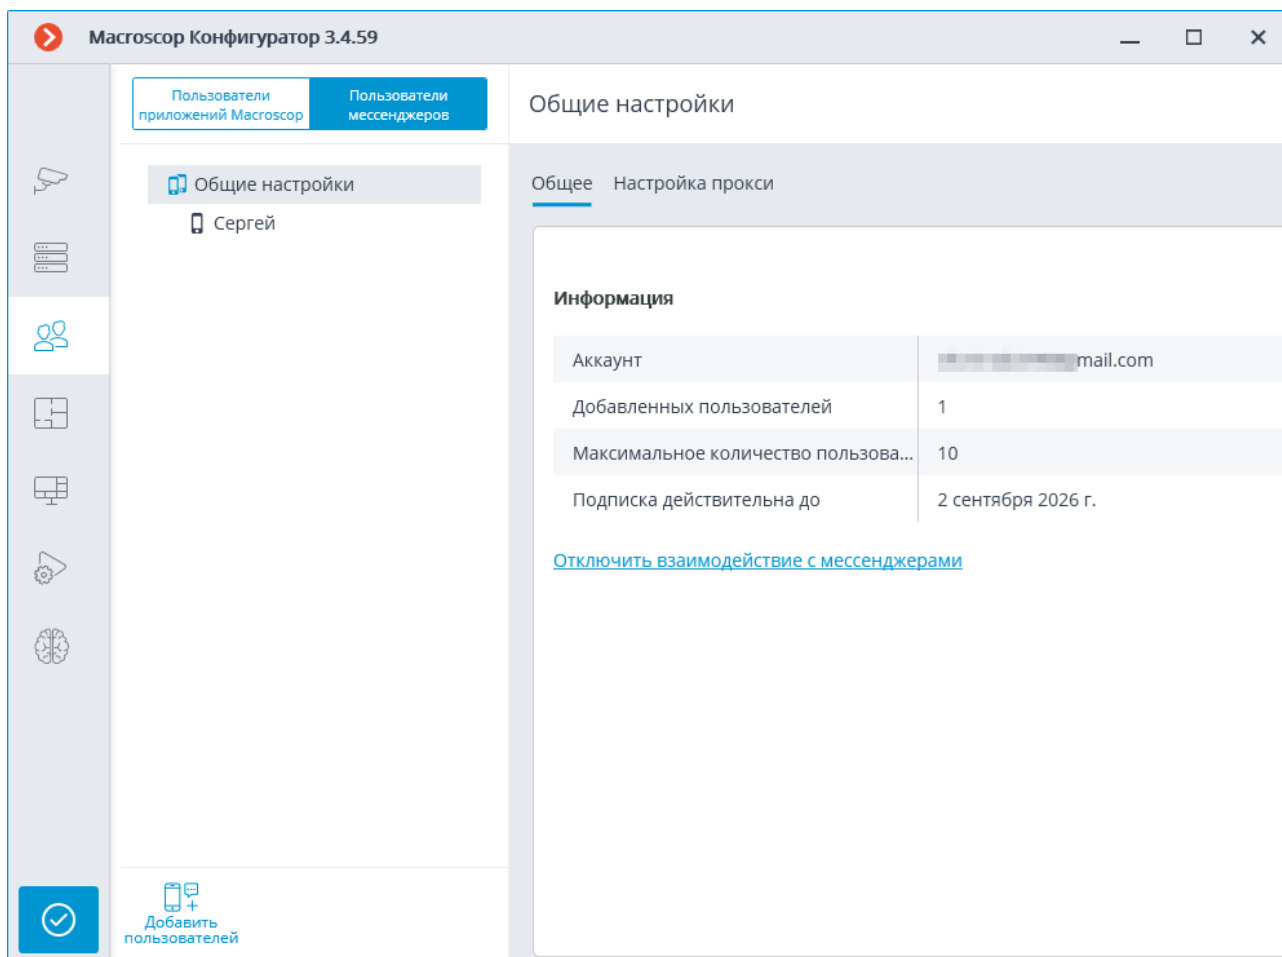 Macroscop Конфигуратор 3.4.59
Пользователи
приложений Macroscop
Пользователи
мессенджеров
Общие настройки
Сергей
Добавить
пользователей
Общие настройки
Общее Настройка прокси
Информация
Аккаунт mail.com
Добавленных пользователей 1
Максимальное количество пользова... 10
Подписка действительна до 2 сентября 2026 г.
Отключить взаимодействие с мессенджерами